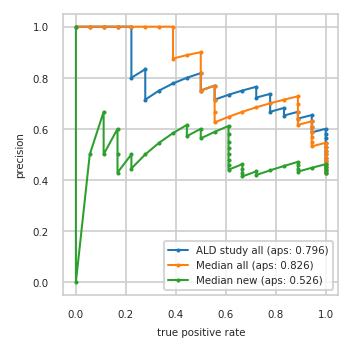 1.0
0.8
0.6
0.4
0.2
0.0
precision
0.0 0.2 0.4 0.6 0.8 1.0
true positive rate
ALD study all (aps: 0.796)
Median all (aps: 0.826)
Median new (aps: 0.526)